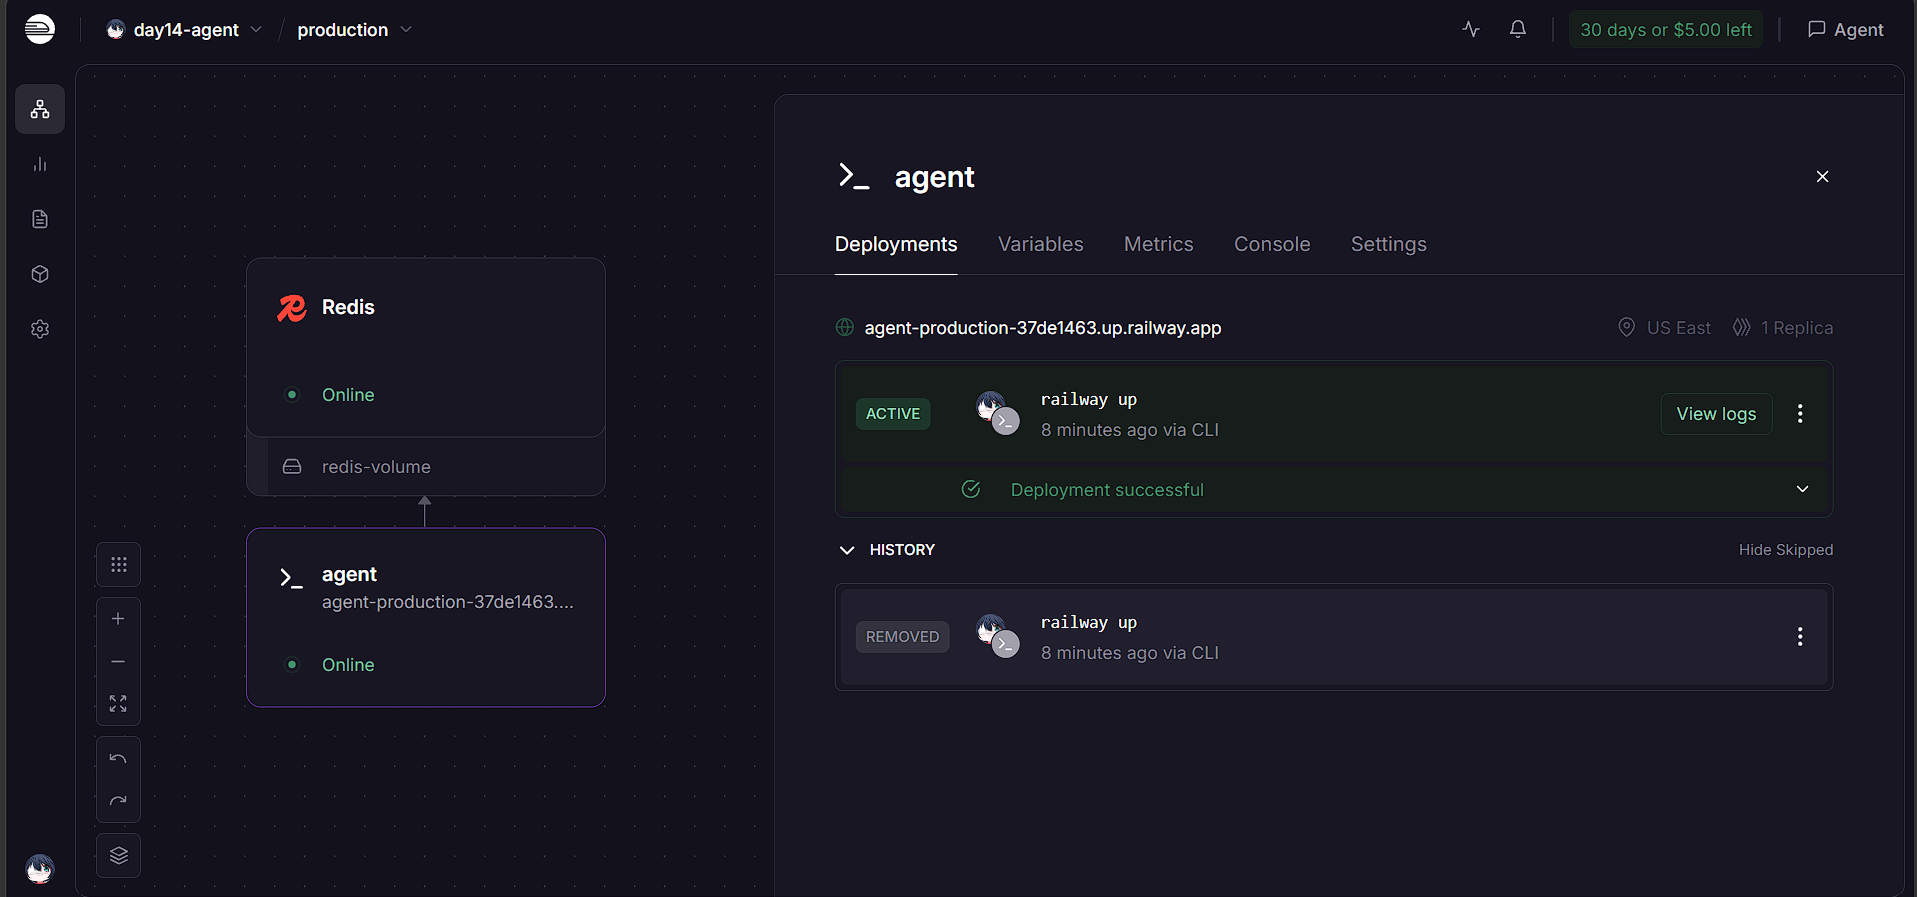 day14-agent
production
30 days or $5.00 left
Agent
Redis
Online
redis-volume
agent
agent-production-37de1463....
Online
agent
Deployments
Variables
Metrics
Console
Settings
agent-production-37de1463.up.railway.app
US East
1 Replica
ACTIVE
railway up
8 minutes ago via CLI
View logs
Deployment successful
HISTORY
Hide Skipped
REMOVED
railway up
8 minutes ago via CLI